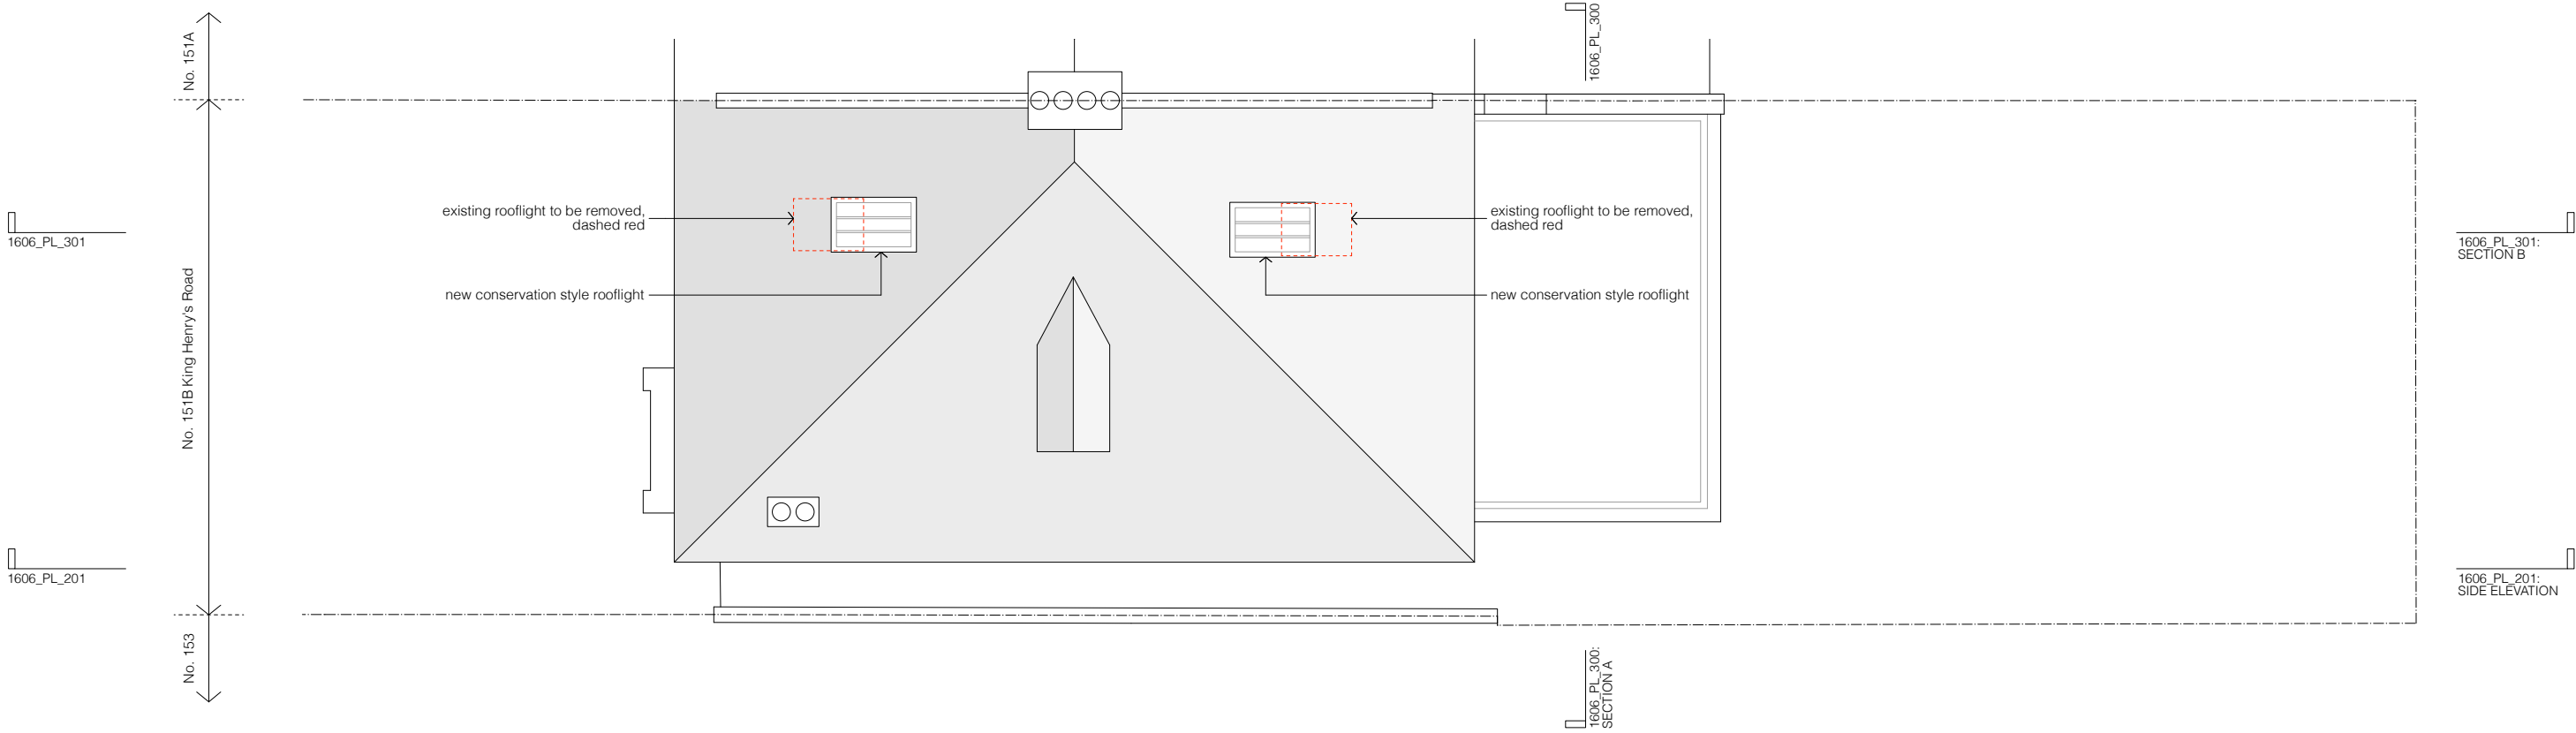 No. 151A
1606_PL_300
existing rooflight to be removed,
dashed red
existing rooflight to be removed,
dashed red
1606_PL_301
1606_PL_301:
SECTION B
new conservation style rooflight
new conservation style rooflight
No. 151B King Henry's Road
1606_PL_201
1606_PL_201:
SIDE ELEVATION
No. 153
1606_PL_300:
SECTION A